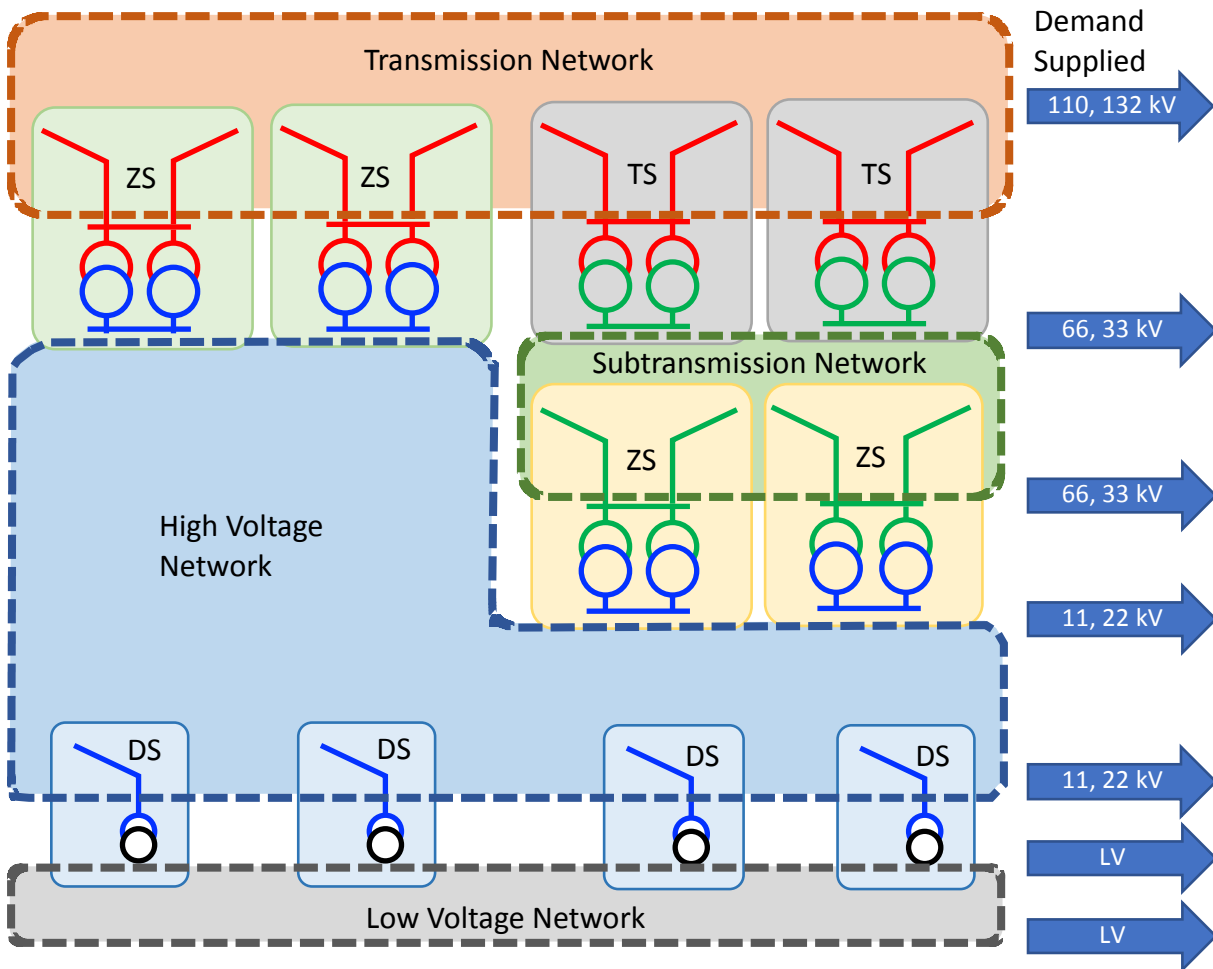 Demand
Supplied
Transmission Network
110, 132 kV
ZS
ZS
TS
TS
66, 33 kV
Subtransmission Network
ZS
ZS
66, 33 kV
High Voltage
Network
11, 22 kV
DS
DS
DS
DS
11, 22 kV
LV
Low Voltage Network
LV